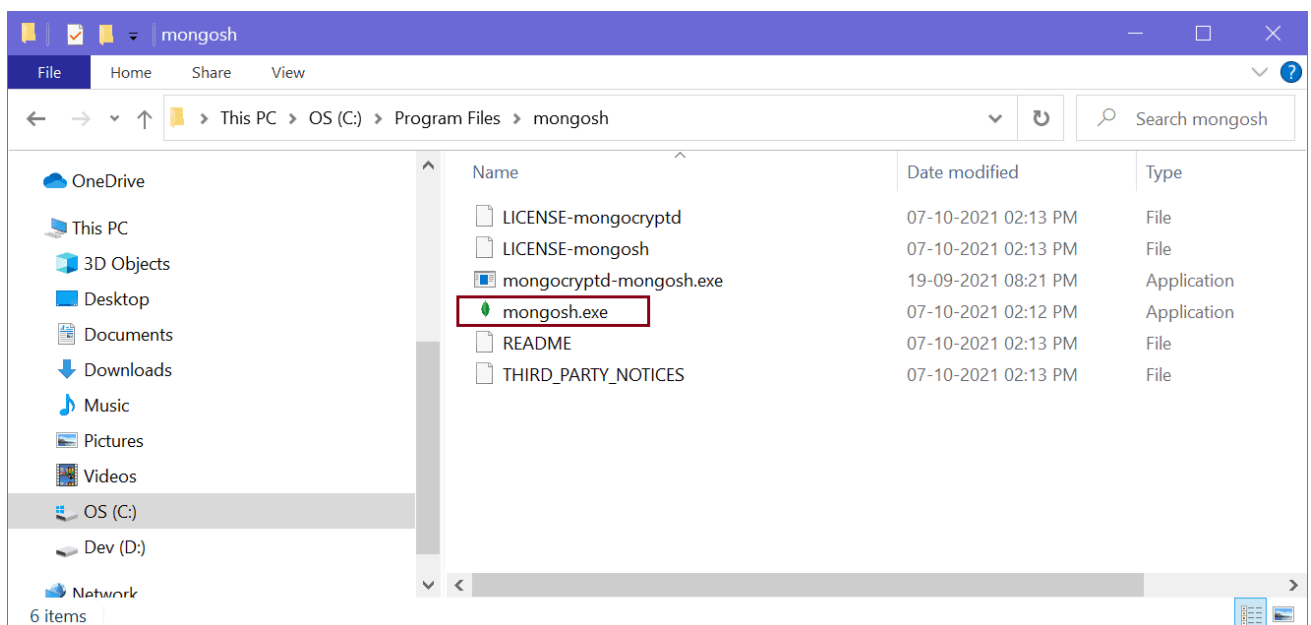 mongosh
File Home Share View ?
This PC OS (C:) Program Files mongosh Search mongosh
OneDrive
This PC
3D Objects
Desktop
Documents
Downloads
Music
Pictures
Videos
OS (C:)
Dev (D:)
Network
Name Date modified Type
LICENSE-mongocryptd 07-10-2021 02:13 PM File
LICENSE-mongosh 07-10-2021 02:13 PM File
mongocryptd-mongosh.exe 19-09-2021 08:21 PM Application
mongosh.exe 07-10-2021 02:12 PM Application
README 07-10-2021 02:13 PM File
THIRD_PARTY_NOTICES 07-10-2021 02:13 PM File
6 items